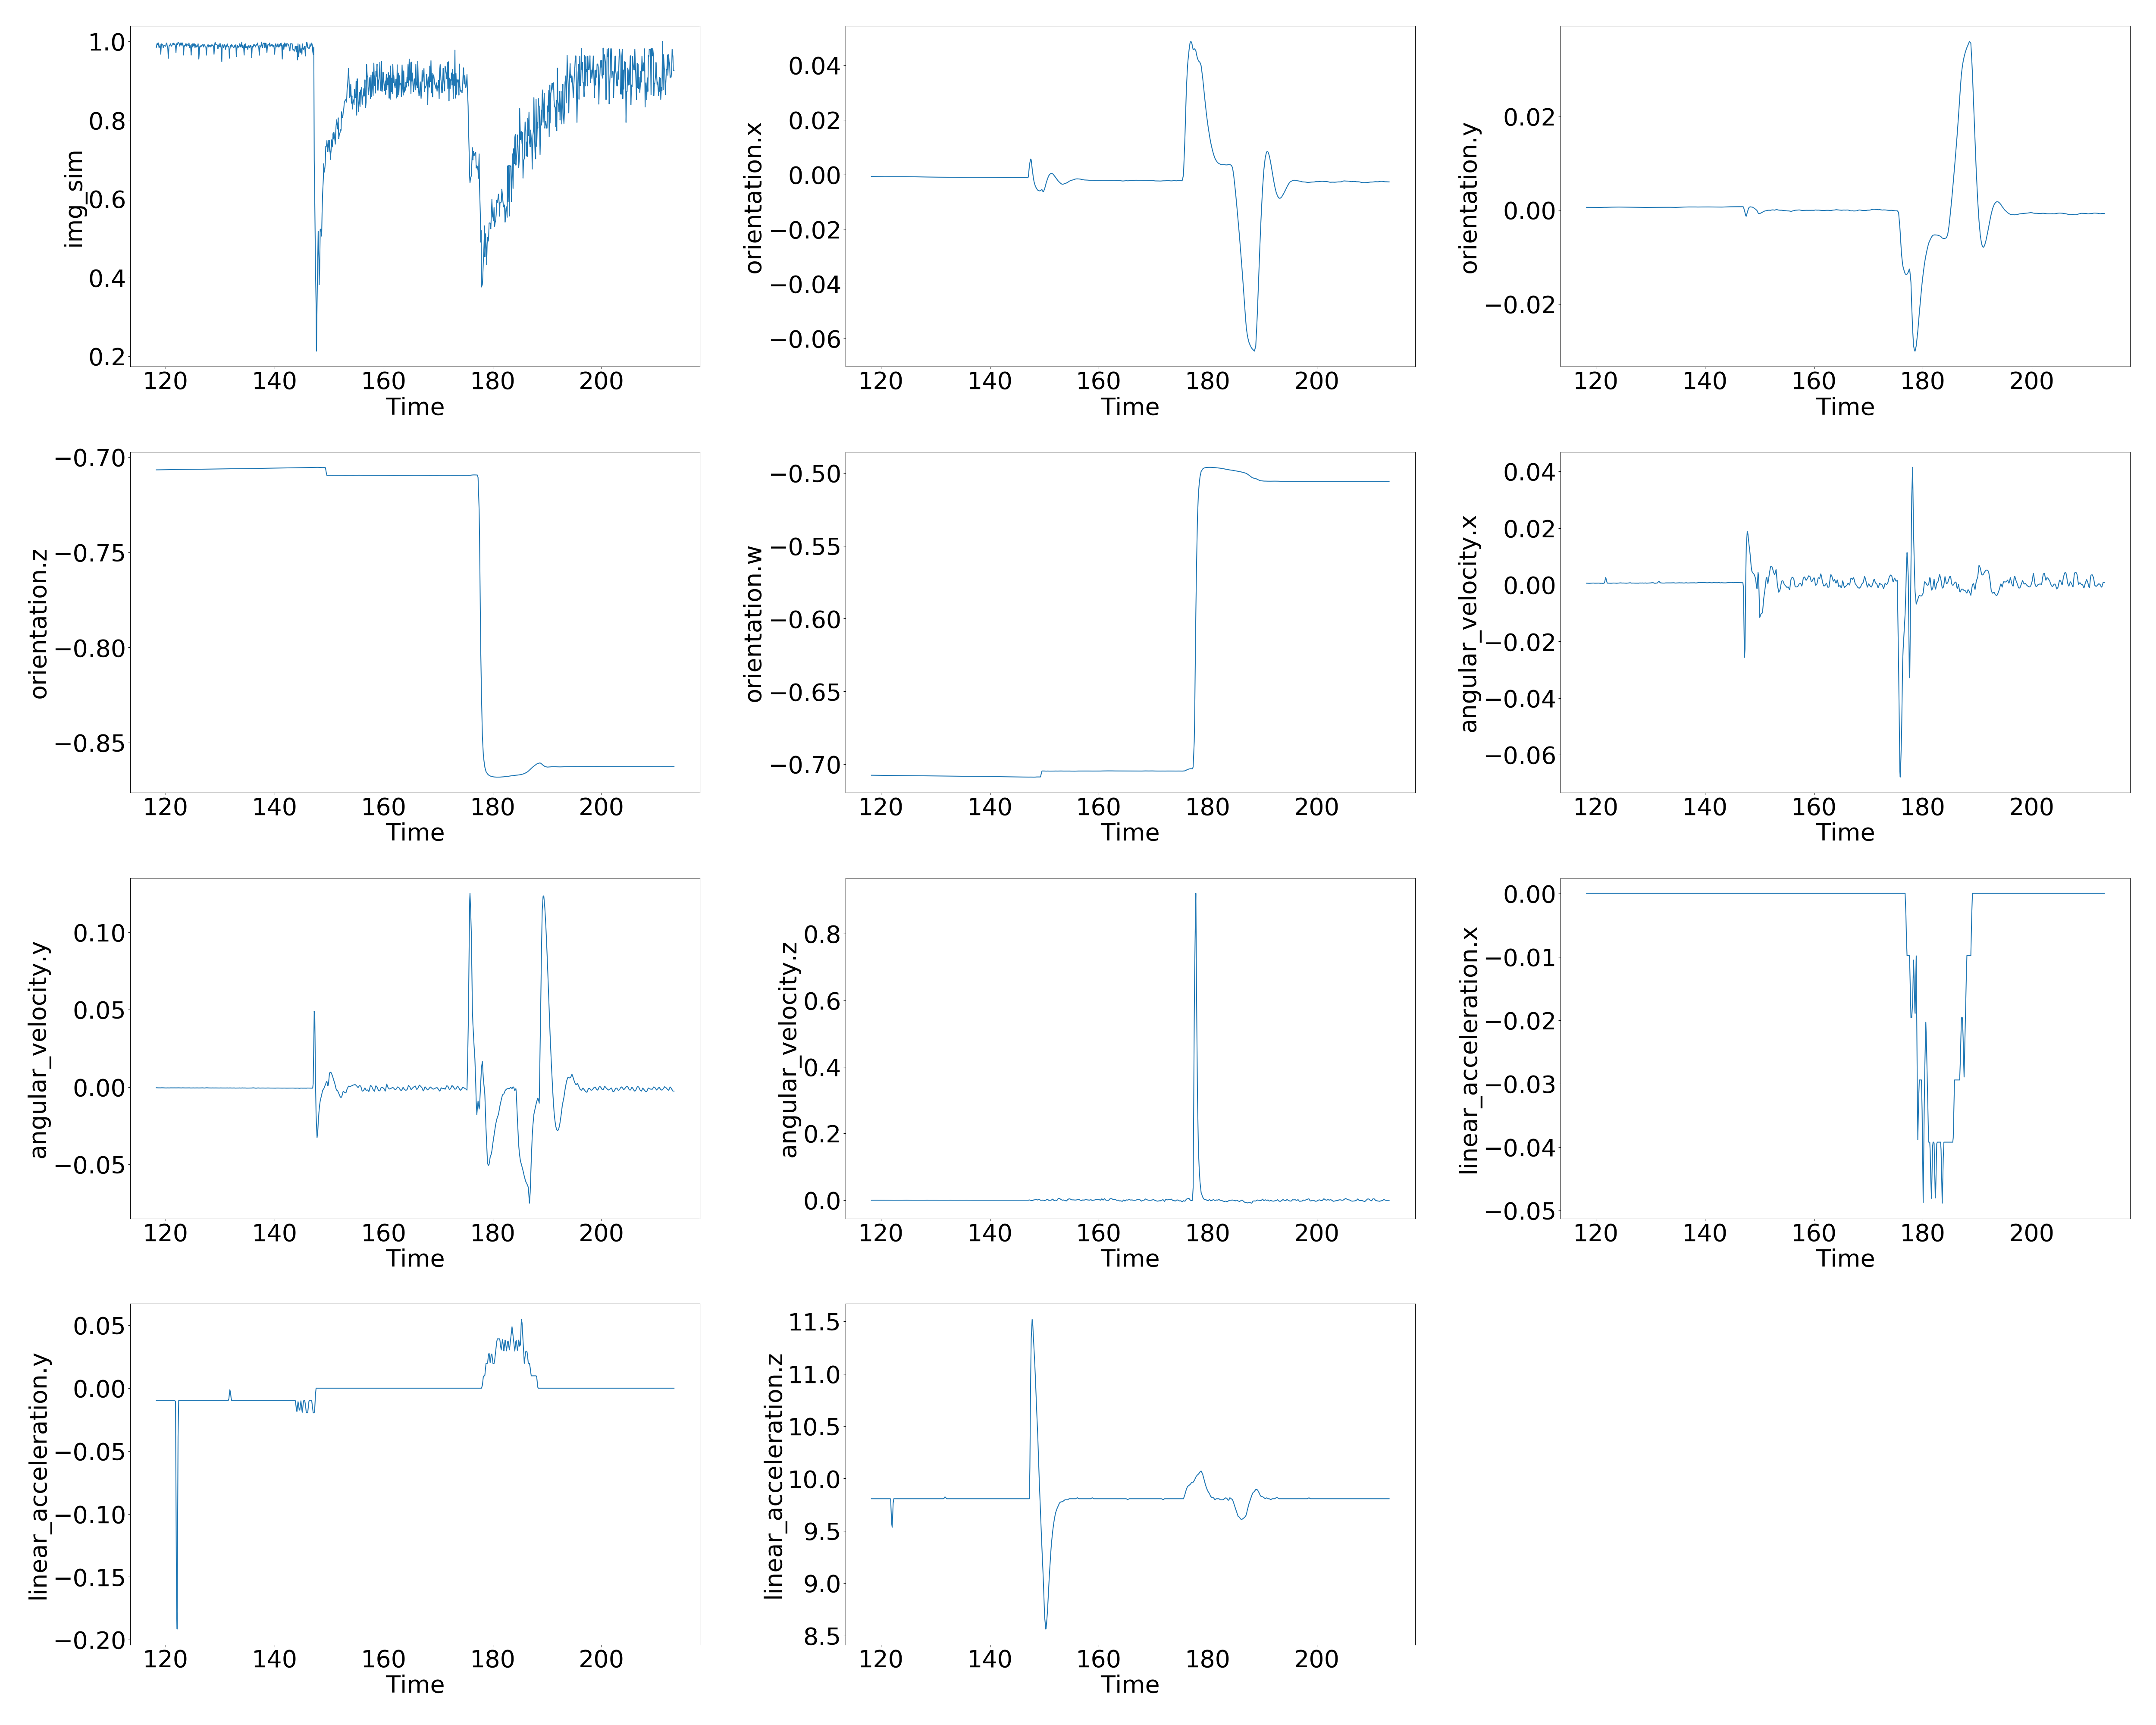 img_sim
1.0
0.8
0.6
0.4
0.2
120 140 160 180 200
Time
orientation.x
0.04
0.02
0.00
−0.02
−0.04
−0.06
120 140 160 180 200
Time
orientation.y
0.02
0.00
−0.02
120 140 160 180 200
Time
orientation.z
−0.70
−0.75
−0.80
−0.85
120 140 160 180 200
Time
orientation.w
−0.50
−0.55
−0.60
−0.65
−0.70
120 140 160 180 200
Time
angular_velocity.x
0.04
0.02
0.00
−0.02
−0.04
−0.06
120 140 160 180 200
Time
angular_velocity.y
0.10
0.05
0.00
−0.05
120 140 160 180 200
Time
angular_velocity.z
0.8
0.6
0.4
0.2
0.0
120 140 160 180 200
Time
linear_acceleration.x
0.00
−0.01
−0.02
−0.03
−0.04
−0.05
120 140 160 180 200
Time
linear_acceleration.y
0.05
0.00
−0.05
−0.10
−0.15
−0.20
120 140 160 180 200
Time
linear_acceleration.z
11.5
11.0
10.5
10.0
9.5
9.0
8.5
120 140 160 180 200
Time